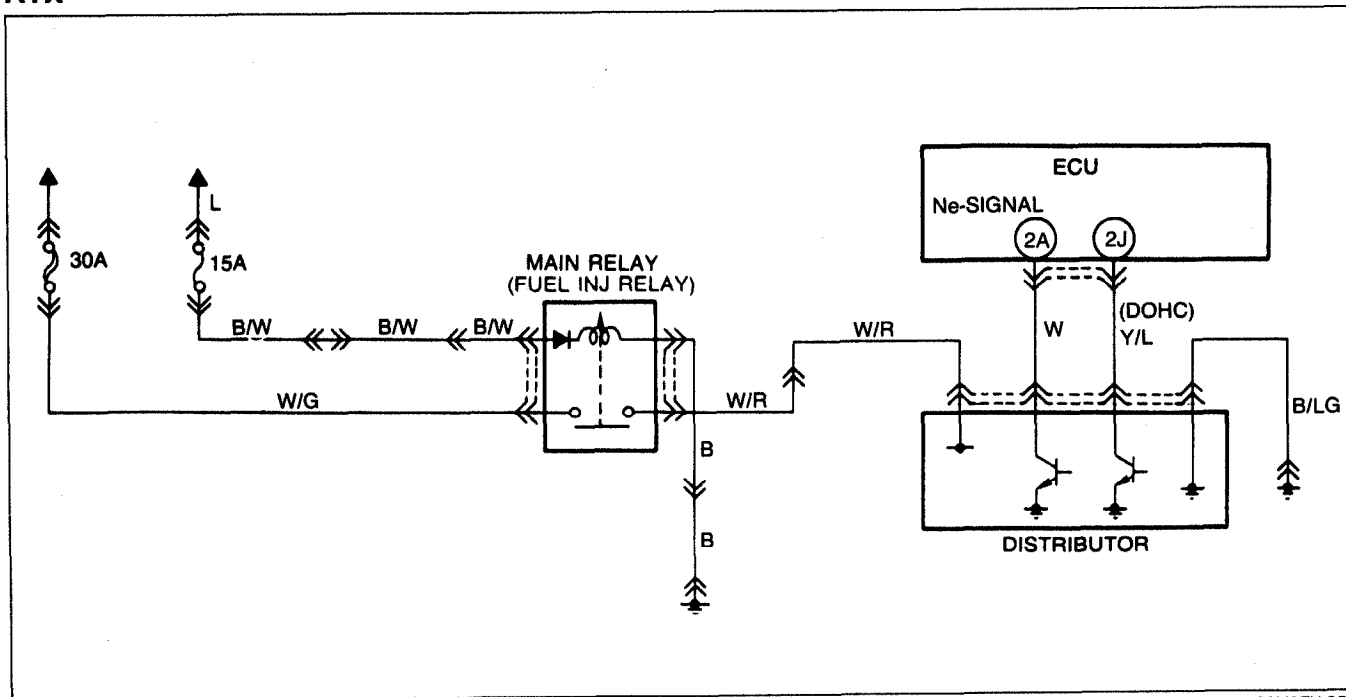 ECU
Ne-SIGNAL
2A
2J
L
30A
15A
MAIN RELAY
(FUEL INJ RELAY)
(DOHC)
B/W
B/W
B/W
W/R
W
Y/L
W/G
W/R
B/LG
B
B
DISTRIBUTOR